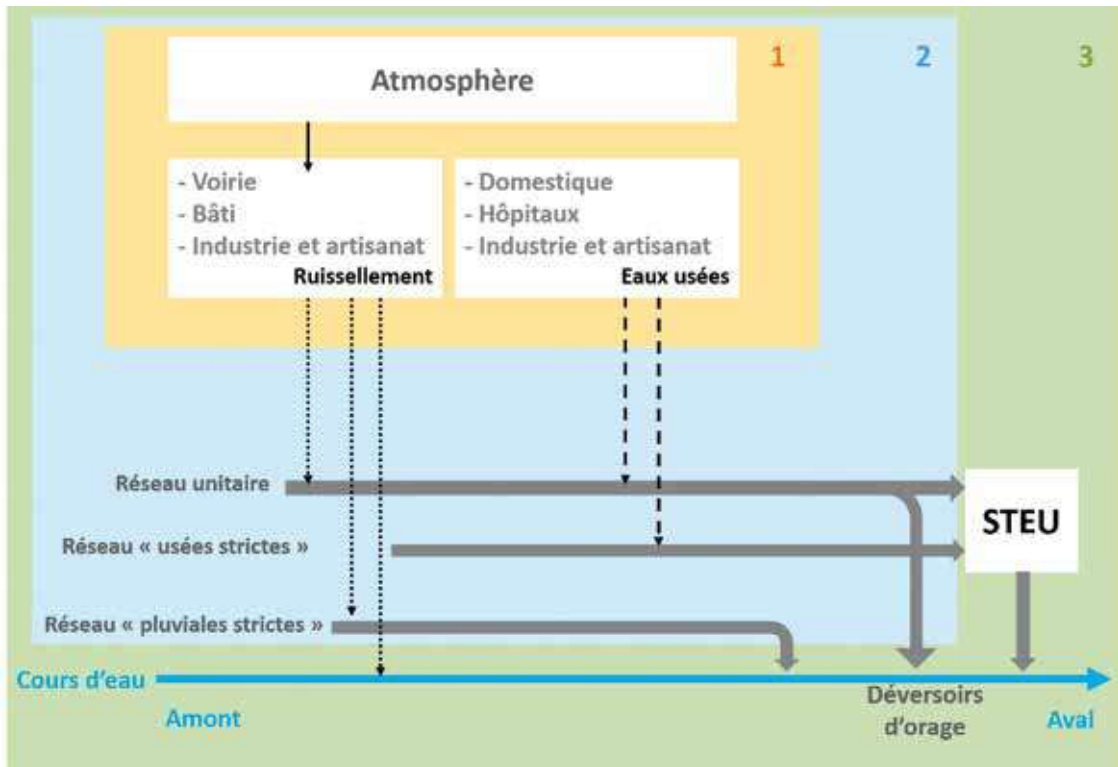 1
2
3
Atmosphère
- Voirie
- Bâti
- Industrie et artisanat
Ruissellement
- Domestique
- Hôpitaux
- Industrie et artisanat
Eaux usées
Réseau unitaire
STEU
Réseau « usées strictes »
Réseau « pluviales strictes »
Cours d'eau
Amont
Déversoirs
d'orage
Aval